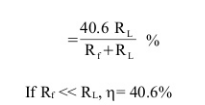 = 40.6 R_L / R_f+R_L %
If R_f << R_L, η= 40.6%